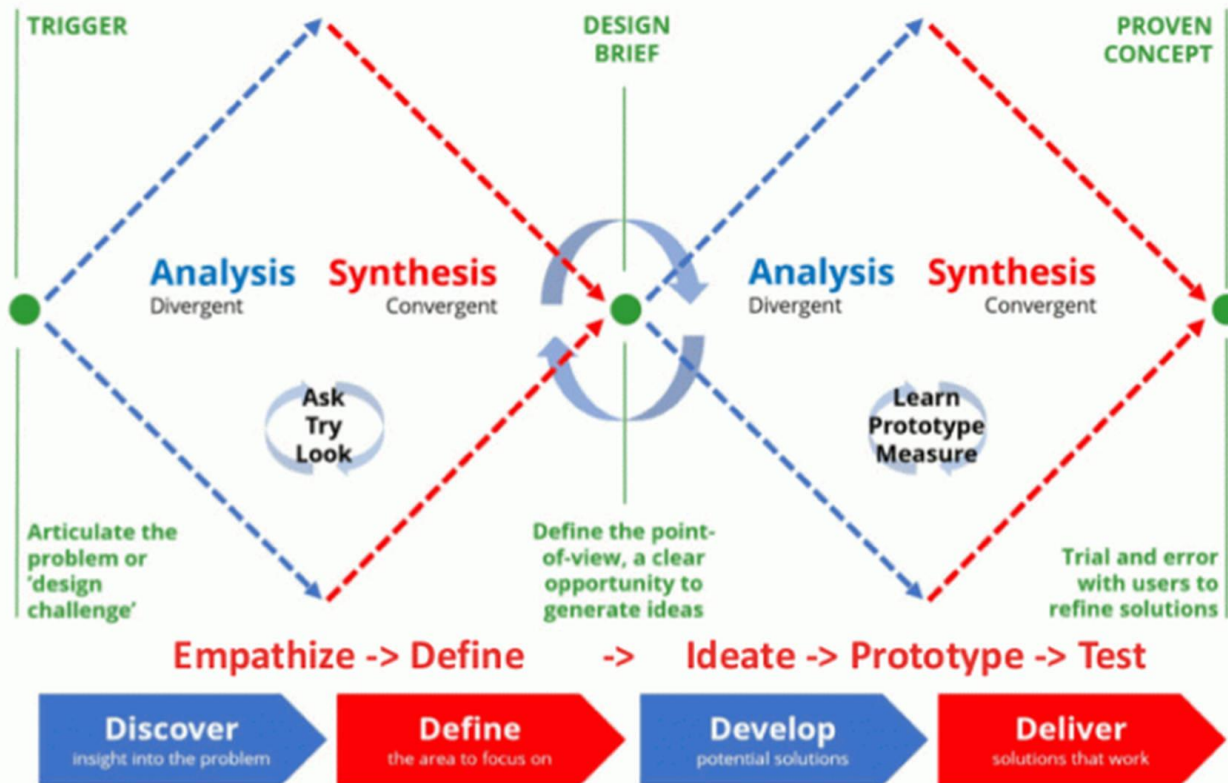 TRIGGER
DESIGN
BRIEF
PROVEN
CONCEPT
Analysis
Divergent
Synthesis
Convergent
Analysis
Divergent
Synthesis
Convergent
Ask
Try
Look
Learn
Prototype
Measure
Articulate the
problem or
‘design
challenge’
Define the point-
of-view, a clear
opportunity to
generate ideas
Trial and error
with users to
refine solutions
Empathize -> Define -> Ideate -> Prototype -> Test
Discover
insight into the problem
Define
the area to focus on
Develop
potential solutions
Deliver
solutions that work